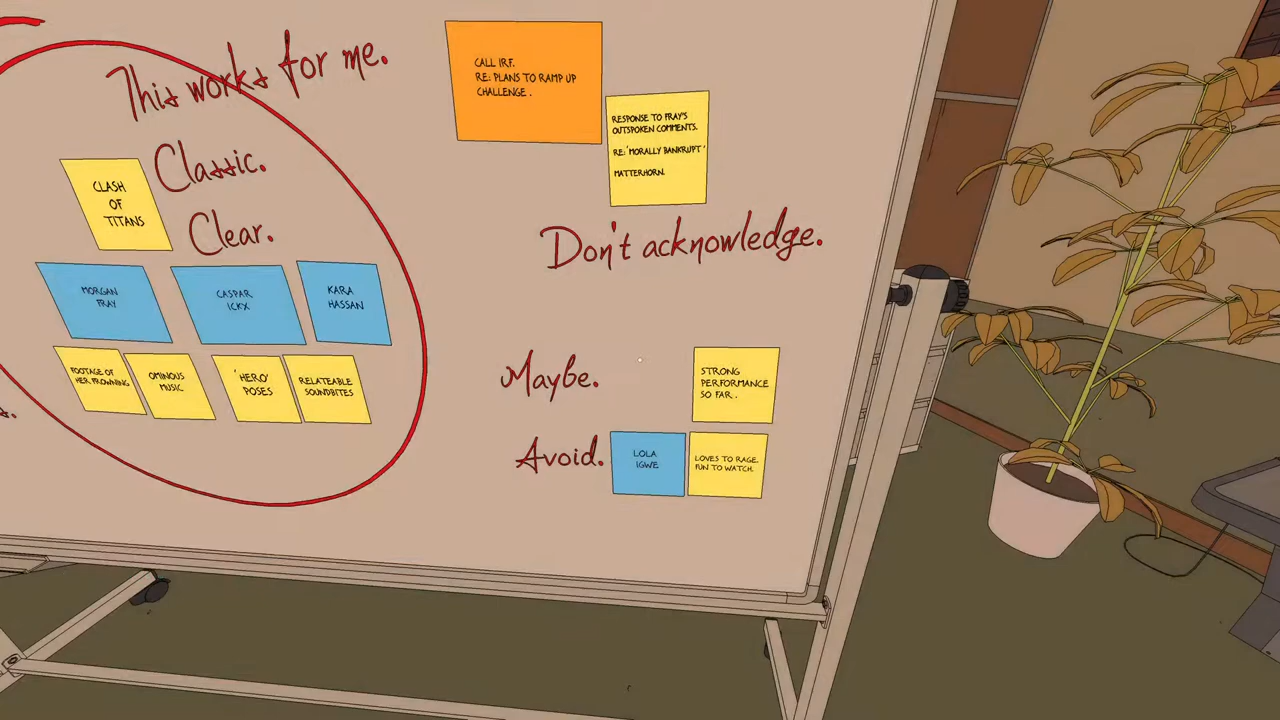 This works for me.
Classic.
Clear.
CLASH
OF
TITANS
MORGAN
FRAY
CASPAR
ICKX
KARA
HASSAN
FOOTAGE OF
HER FROWNING
OMINOUS
MUSIC
'HERO'
POSES
RELATEABLE
SOUNDBITES
CALL IRF.
RE: PLANS TO RAMP UP
CHALLENGE.
RESPONSE TO FRAY'S
OUTSPOKEN COMMENTS.
RE: 'MORALLY BANKRUPT'
MATTERHORN.
Don't acknowledge.
Maybe.
STRONG
PERFORMANCE
SO FAR.
Avoid.
LOLA
IGWE
LOVES TO RAGE.
FUN TO WATCH.